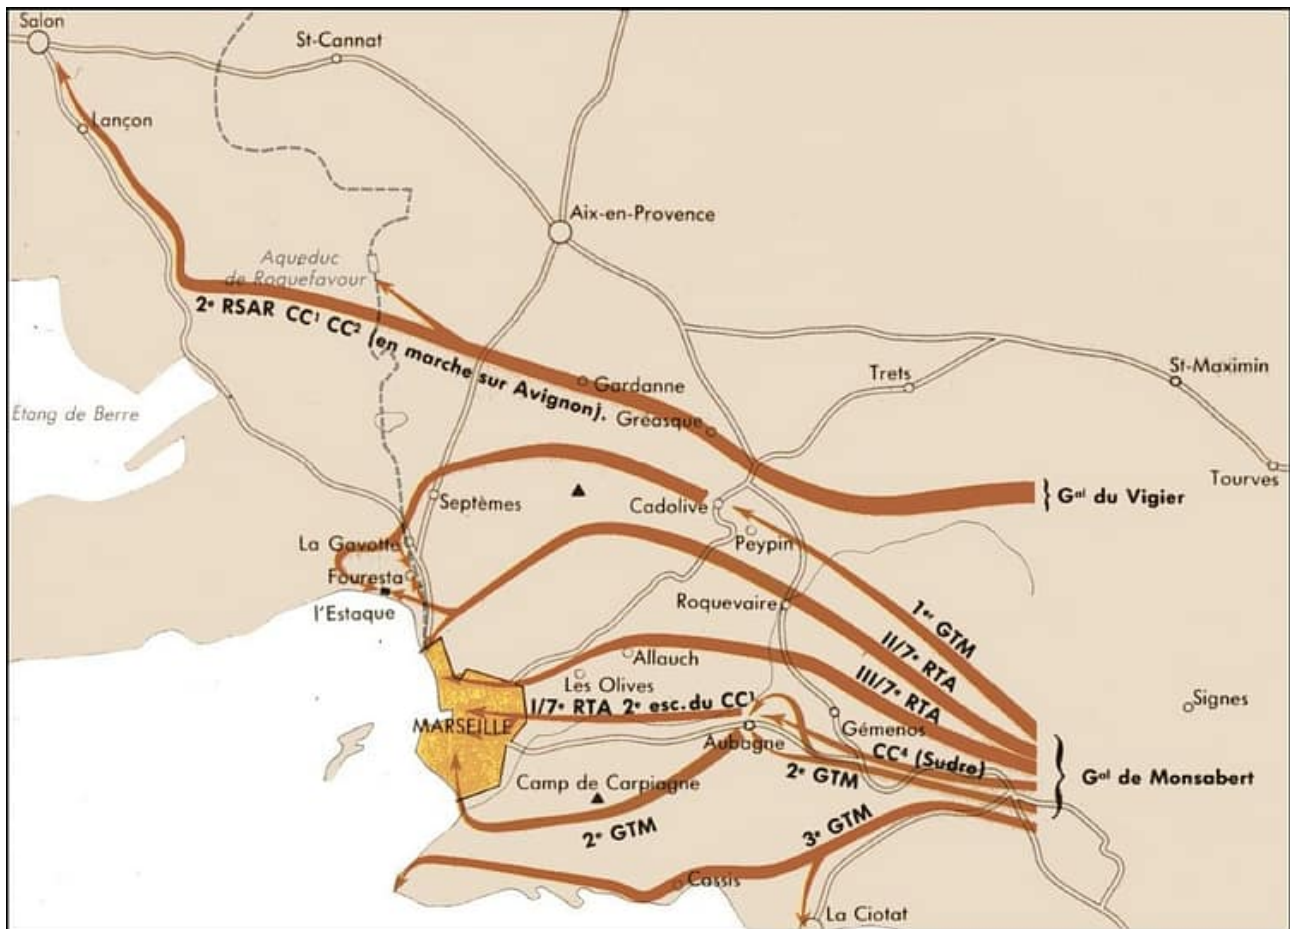 Salon
St-Cannat
Lançon
Aix-en-Provence
Aqueduc
de Roquefavour
2e RSAR CC1 CC2 (en marche sur Avignon).
Gardanne
Gréasque
Trets
St-Maximin
Etang de Berre
Tourves
Septèmes
Cadolive
Gal du Vigier
La Gavotte
Peypin
Fouresta
l'Estaque
Roquevaire
1er GTM
II/7e RTA
III/7e RTA
Allauch
Les Olives
I/7e RTA 2e esc. du CC1
Signes
MARSEILLE
Aubagne
Gémenos
CC4 (Sudre)
2e GTM
Gal de Monsabert
Camp de Carpiagne
2e GTM
3e GTM
Cassis
La Ciotat